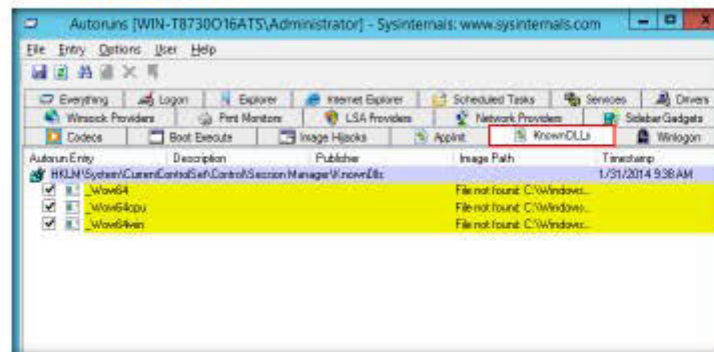 Autoruns [WIN-T8730O16ATS\Administrator] - Sysinternals: www.sysinternals.com
File Entry Options User Help
Everything Logon Explorer Internet Explorer Scheduled Tasks Services Drivers
Winsock Providers Print Monitors LSA Providers Network Providers Sidebar Gadgets
Codecs Boot Execute Image Hijacks AppInit KnownDLLs Winlogon
Autorun Entry Description Publisher Image Path Timestamp
HKLM\System\CurrentControlSet\Control\Session Manager\KnownDlls 1/31/2014 9:38 AM
_Wow64 File not found: C:\Windows...
_Wow64cpu File not found: C:\Windows...
_Wow64win File not found: C:\Windows...